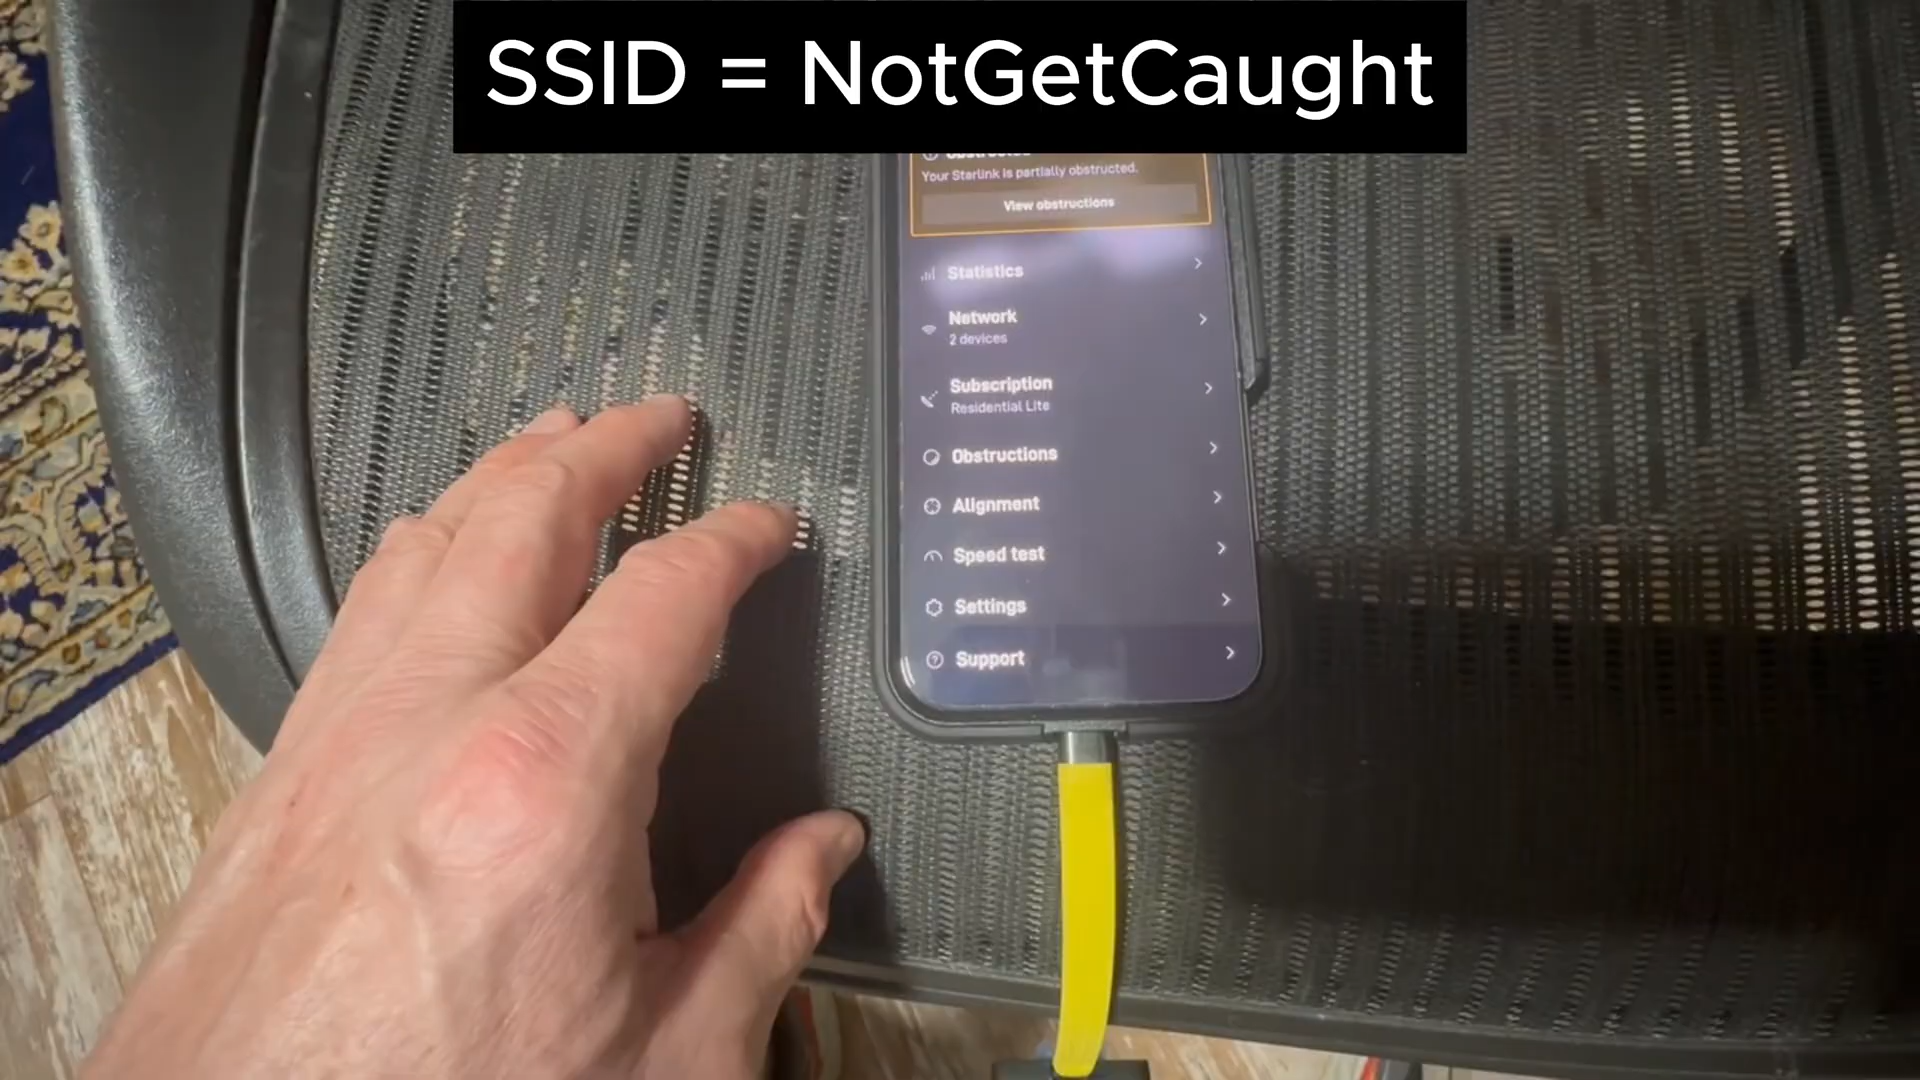 SSID = NotGetCaught
Obstructed
Your Starlink is partially obstructed.
View obstructions
Statistics
Network
2 devices
Subscription
Residential Lite
Obstructions
Alignment
Speed test
Settings
Support